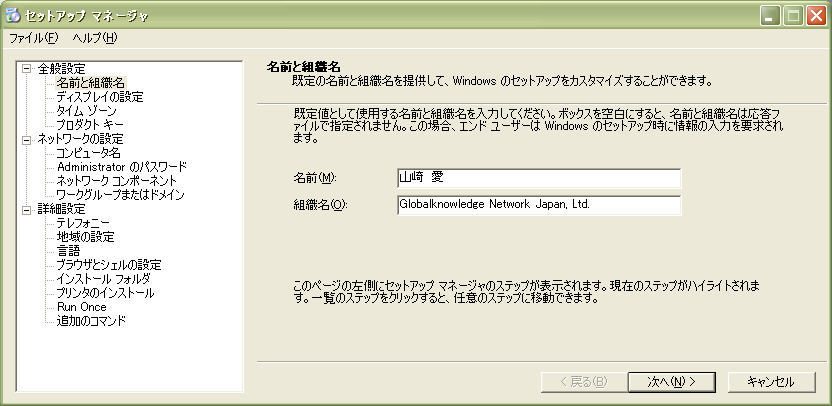 セットアップ マネージャ
ファイル(F) ヘルプ(H)
全般設定
名前と組織名
ディスプレイの設定
タイム ゾーン
プロダクト キー
ネットワークの設定
コンピュータ名
Administrator のパスワード
ネットワーク コンポーネント
ワークグループまたはドメイン
詳細設定
テレフォニー
地域の設定
言語
ブラウザとシェルの設定
インストール フォルダ
プリンタのインストール
Run Once
追加のコマンド
名前と組織名
既定の名前と組織名を提供して、Windows のセットアップをカスタマイズすることができます。
既定値として使用する名前と組織名を入力してください。ボックスを空白にすると、名前と組織名は応答フ
ァイルで指定されません。この場合、エンド ユーザーは Windows のセットアップ時に情報の入力を要求されま
す。
名前(M): 山崎 愛
組織名(O): Globalknowledge Network Japan, Ltd.
このページの左側にセットアップ マネージャのステップが表示されます。現在のステップがハイライトされま
す。一覧のステップをクリックすると、任意のステップに移動できます。
< 戻る(B) 次へ(N) > キャンセル